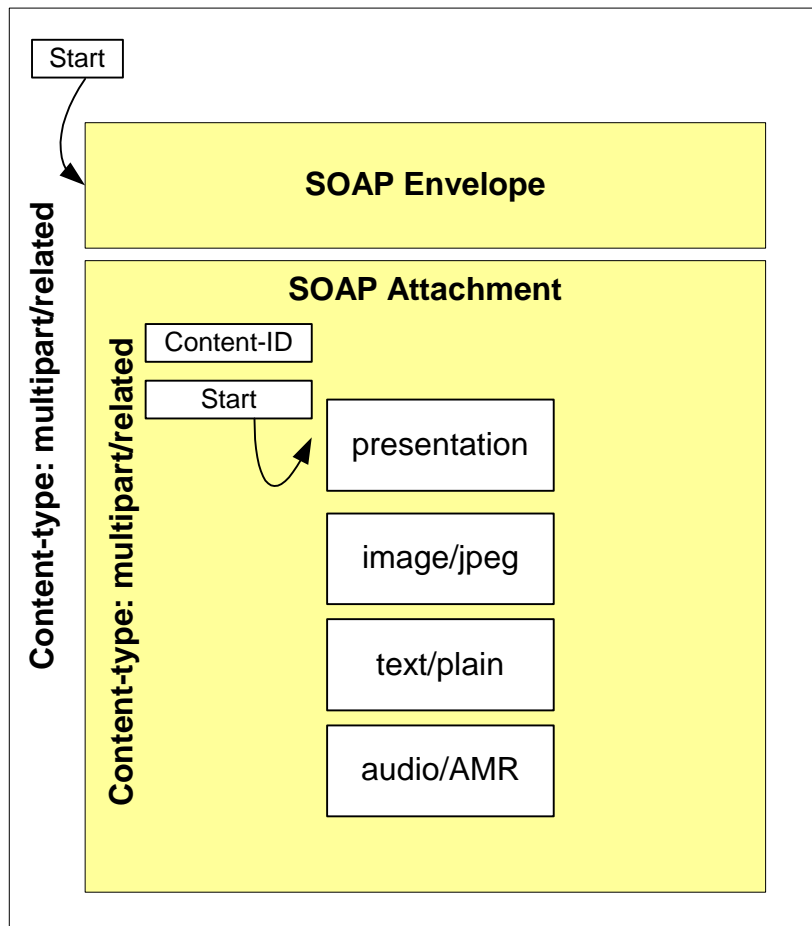 Start
SOAP Envelope
Content-type: multipart/related
SOAP Attachment
Content-type: multipart/related
Content-ID
Start
presentation
image/jpeg
text/plain
audio/AMR